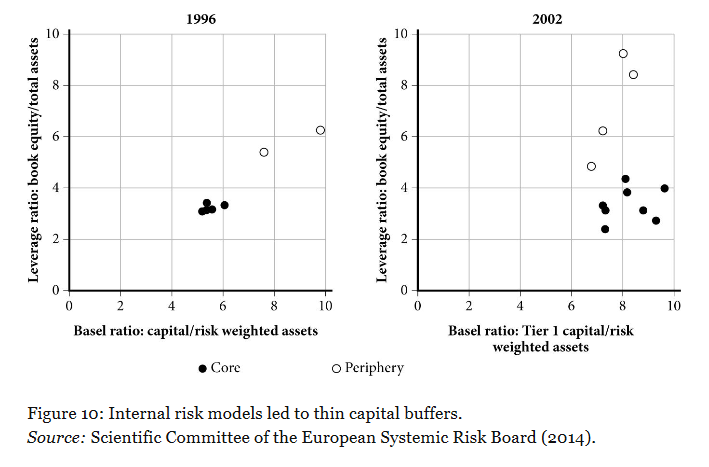 1996
10
8
6
4
2
0
Leverage ratio: book equity/total assets
0 2 4 6 8 10
Basel ratio: capital/risk weighted assets
2002
10
8
6
4
2
0
Leverage ratio: book equity/total assets
0 2 4 6 8 10
Basel ratio: Tier 1 capital/risk
weighted assets
Core Periphery
Figure 10: Internal risk models led to thin capital buffers.
Source: Scientific Committee of the European Systemic Risk Board (2014).